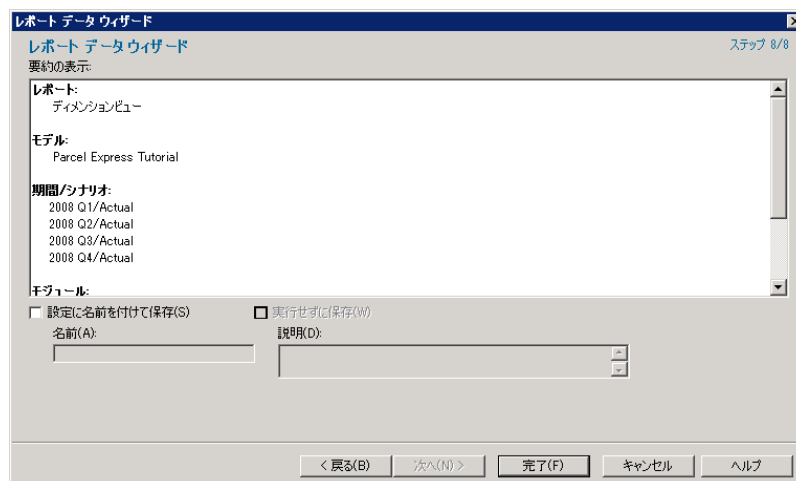 レポート データ ウィザード
レポート データ ウィザード
ステップ 8/8
要約の表示:
レポート:
ディメンションビュー
モデル:
Parcel Express Tutorial
期間/シナリオ:
2008 Q1/Actual
2008 Q2/Actual
2008 Q3/Actual
2008 Q4/Actual
モジュール:
設定に名前を付けて保存(S)
実行せずに保存(W)
名前(A):
説明(D):
< 戻る(B)
次へ(N) >
完了(F)
キャンセル
ヘルプ